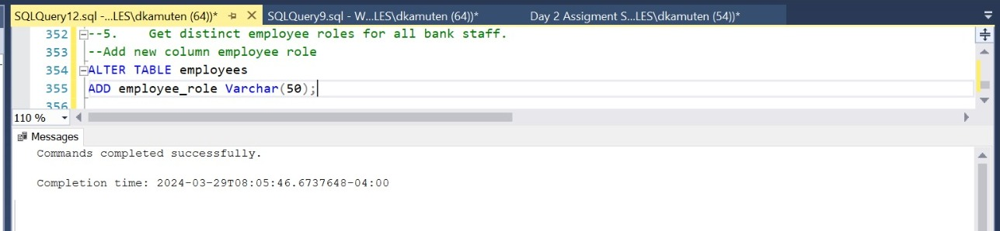 SQLQuery12.sql -...LES\dkamuten (64))*
SQLQuery9.sql - W...LES\dkamuten (64))*
Day 2 Assigment S...LES\dkamuten (54))*
352 --5.    Get distinct employee roles for all bank staff.
353 --Add new column employee role
354 ALTER TABLE employees
355 ADD employee_role Varchar(50);
356
110 %
Messages
Commands completed successfully.
Completion time: 2024-03-29T08:05:46.6737648-04:00